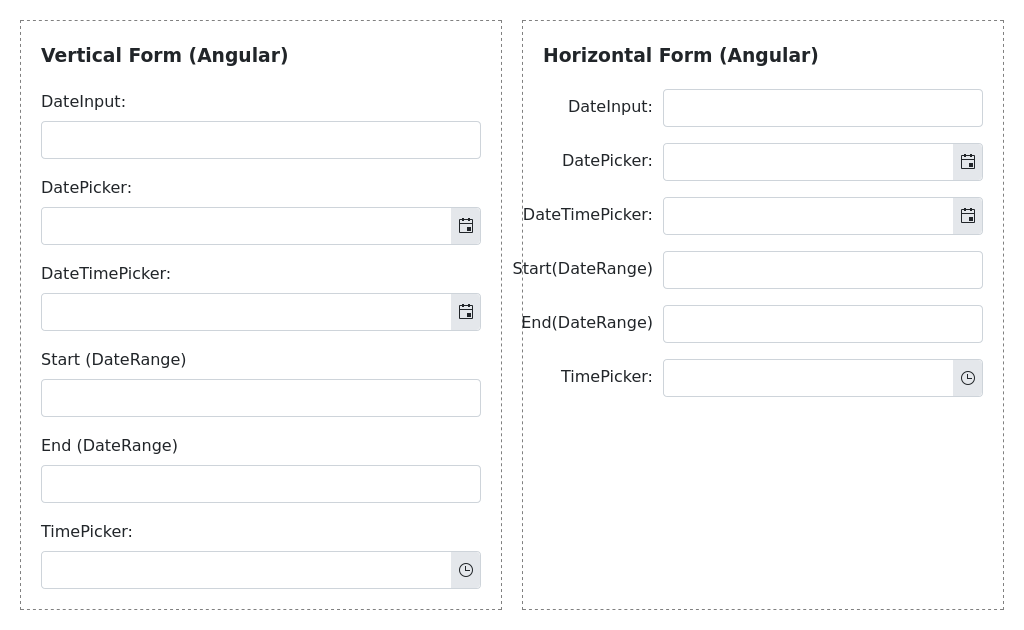 Vertical Form (Angular)
DateInput:
DatePicker:
DateTimePicker:
Start (DateRange)
End (DateRange)
TimePicker:
Horizontal Form (Angular)
DateInput:
DatePicker:
DateTimePicker:
Start(DateRange)
End(DateRange)
TimePicker: